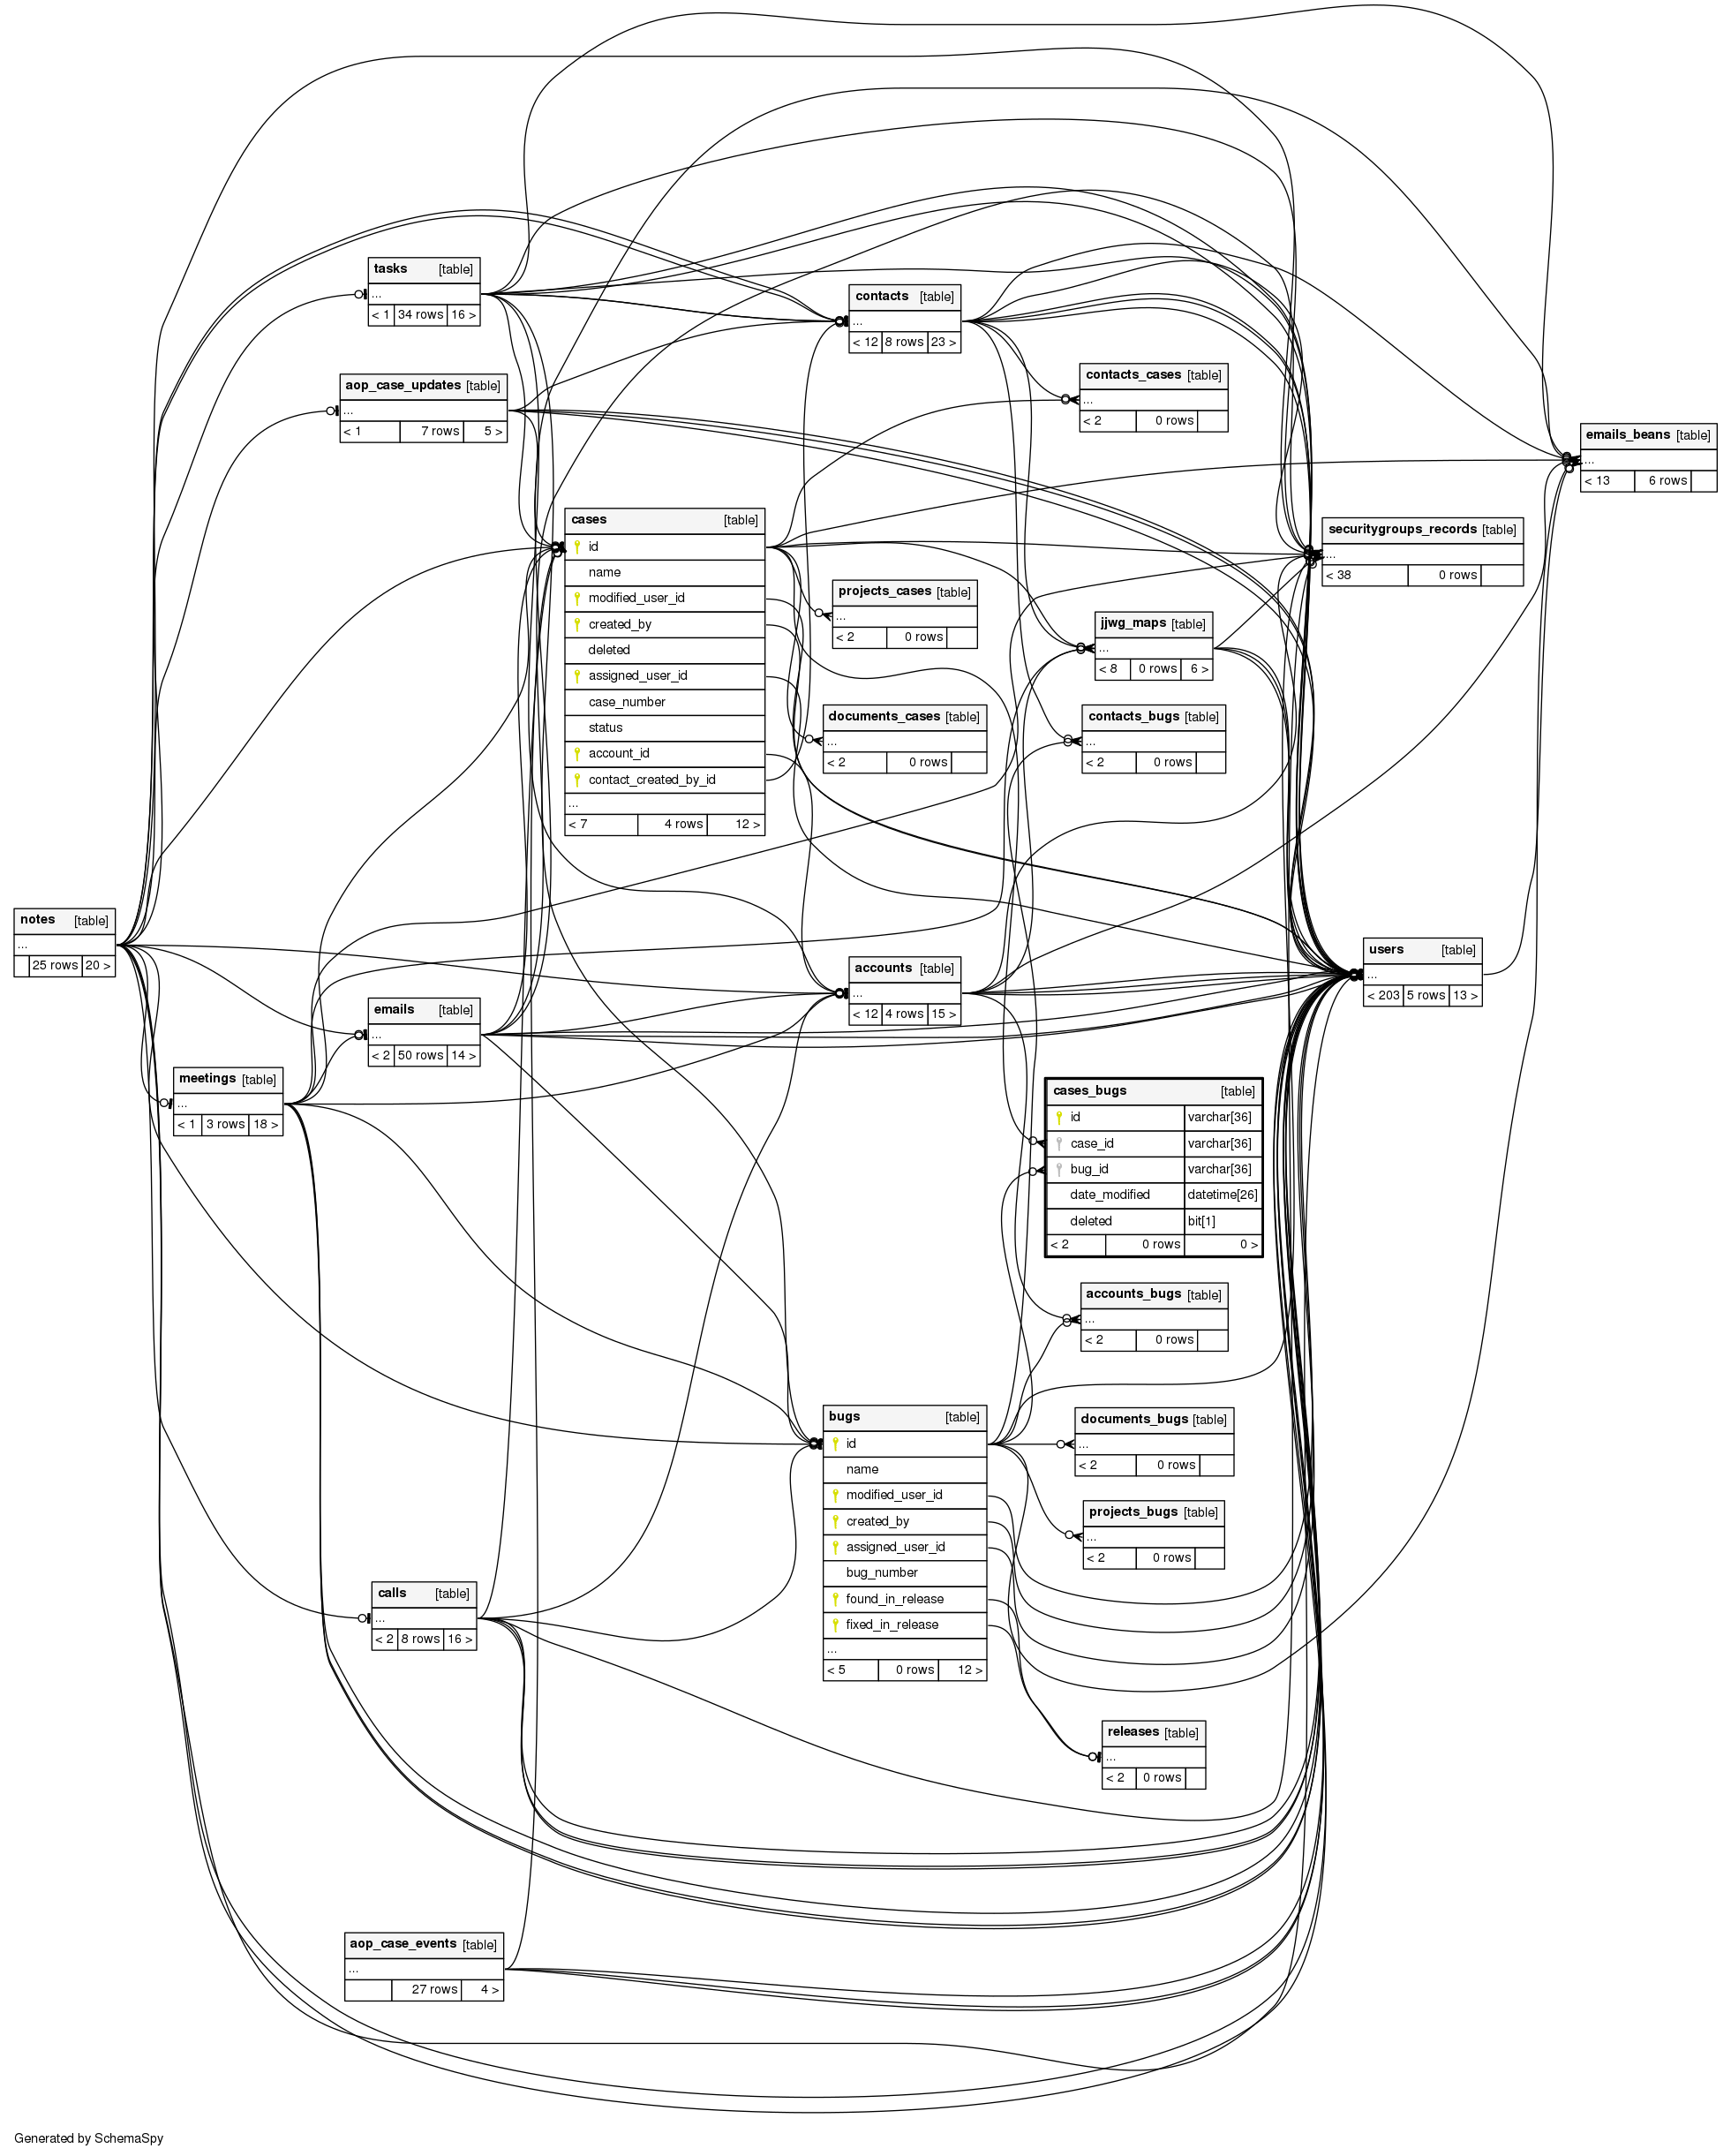 tasks [table]
...
< 1 34 rows 16 >
contacts [table]
...
< 12 8 rows 23 >
contacts_cases [table]
...
< 2 0 rows
aop_case_updates [table]
...
< 1 7 rows 5 >
emails_beans [table]
...
< 13 6 rows
cases [table]
id
name
modified_user_id
created_by
deleted
assigned_user_id
case_number
status
account_id
contact_created_by_id
...
< 7 4 rows 12 >
securitygroups_records [table]
...
< 38 0 rows
projects_cases [table]
...
< 2 0 rows
jjwg_maps [table]
...
< 8 0 rows 6 >
documents_cases [table]
...
< 2 0 rows
contacts_bugs [table]
...
< 2 0 rows
notes [table]
...
25 rows 20 >
users [table]
...
< 203 5 rows 13 >
accounts [table]
...
< 12 4 rows 15 >
emails [table]
...
< 2 50 rows 14 >
meetings [table]
...
< 1 3 rows 18 >
cases_bugs [table]
id varchar[36]
case_id varchar[36]
bug_id varchar[36]
date_modified datetime[26]
deleted bit[1]
< 2 0 rows 0 >
accounts_bugs [table]
...
< 2 0 rows
bugs [table]
id
name
modified_user_id
created_by
assigned_user_id
bug_number
found_in_release
fixed_in_release
...
< 5 0 rows 12 >
documents_bugs [table]
...
< 2 0 rows
projects_bugs [table]
...
< 2 0 rows
calls [table]
...
< 2 8 rows 16 >
releases [table]
...
< 2 0 rows
aop_case_events [table]
...
27 rows 4 >
Generated by SchemaSpy